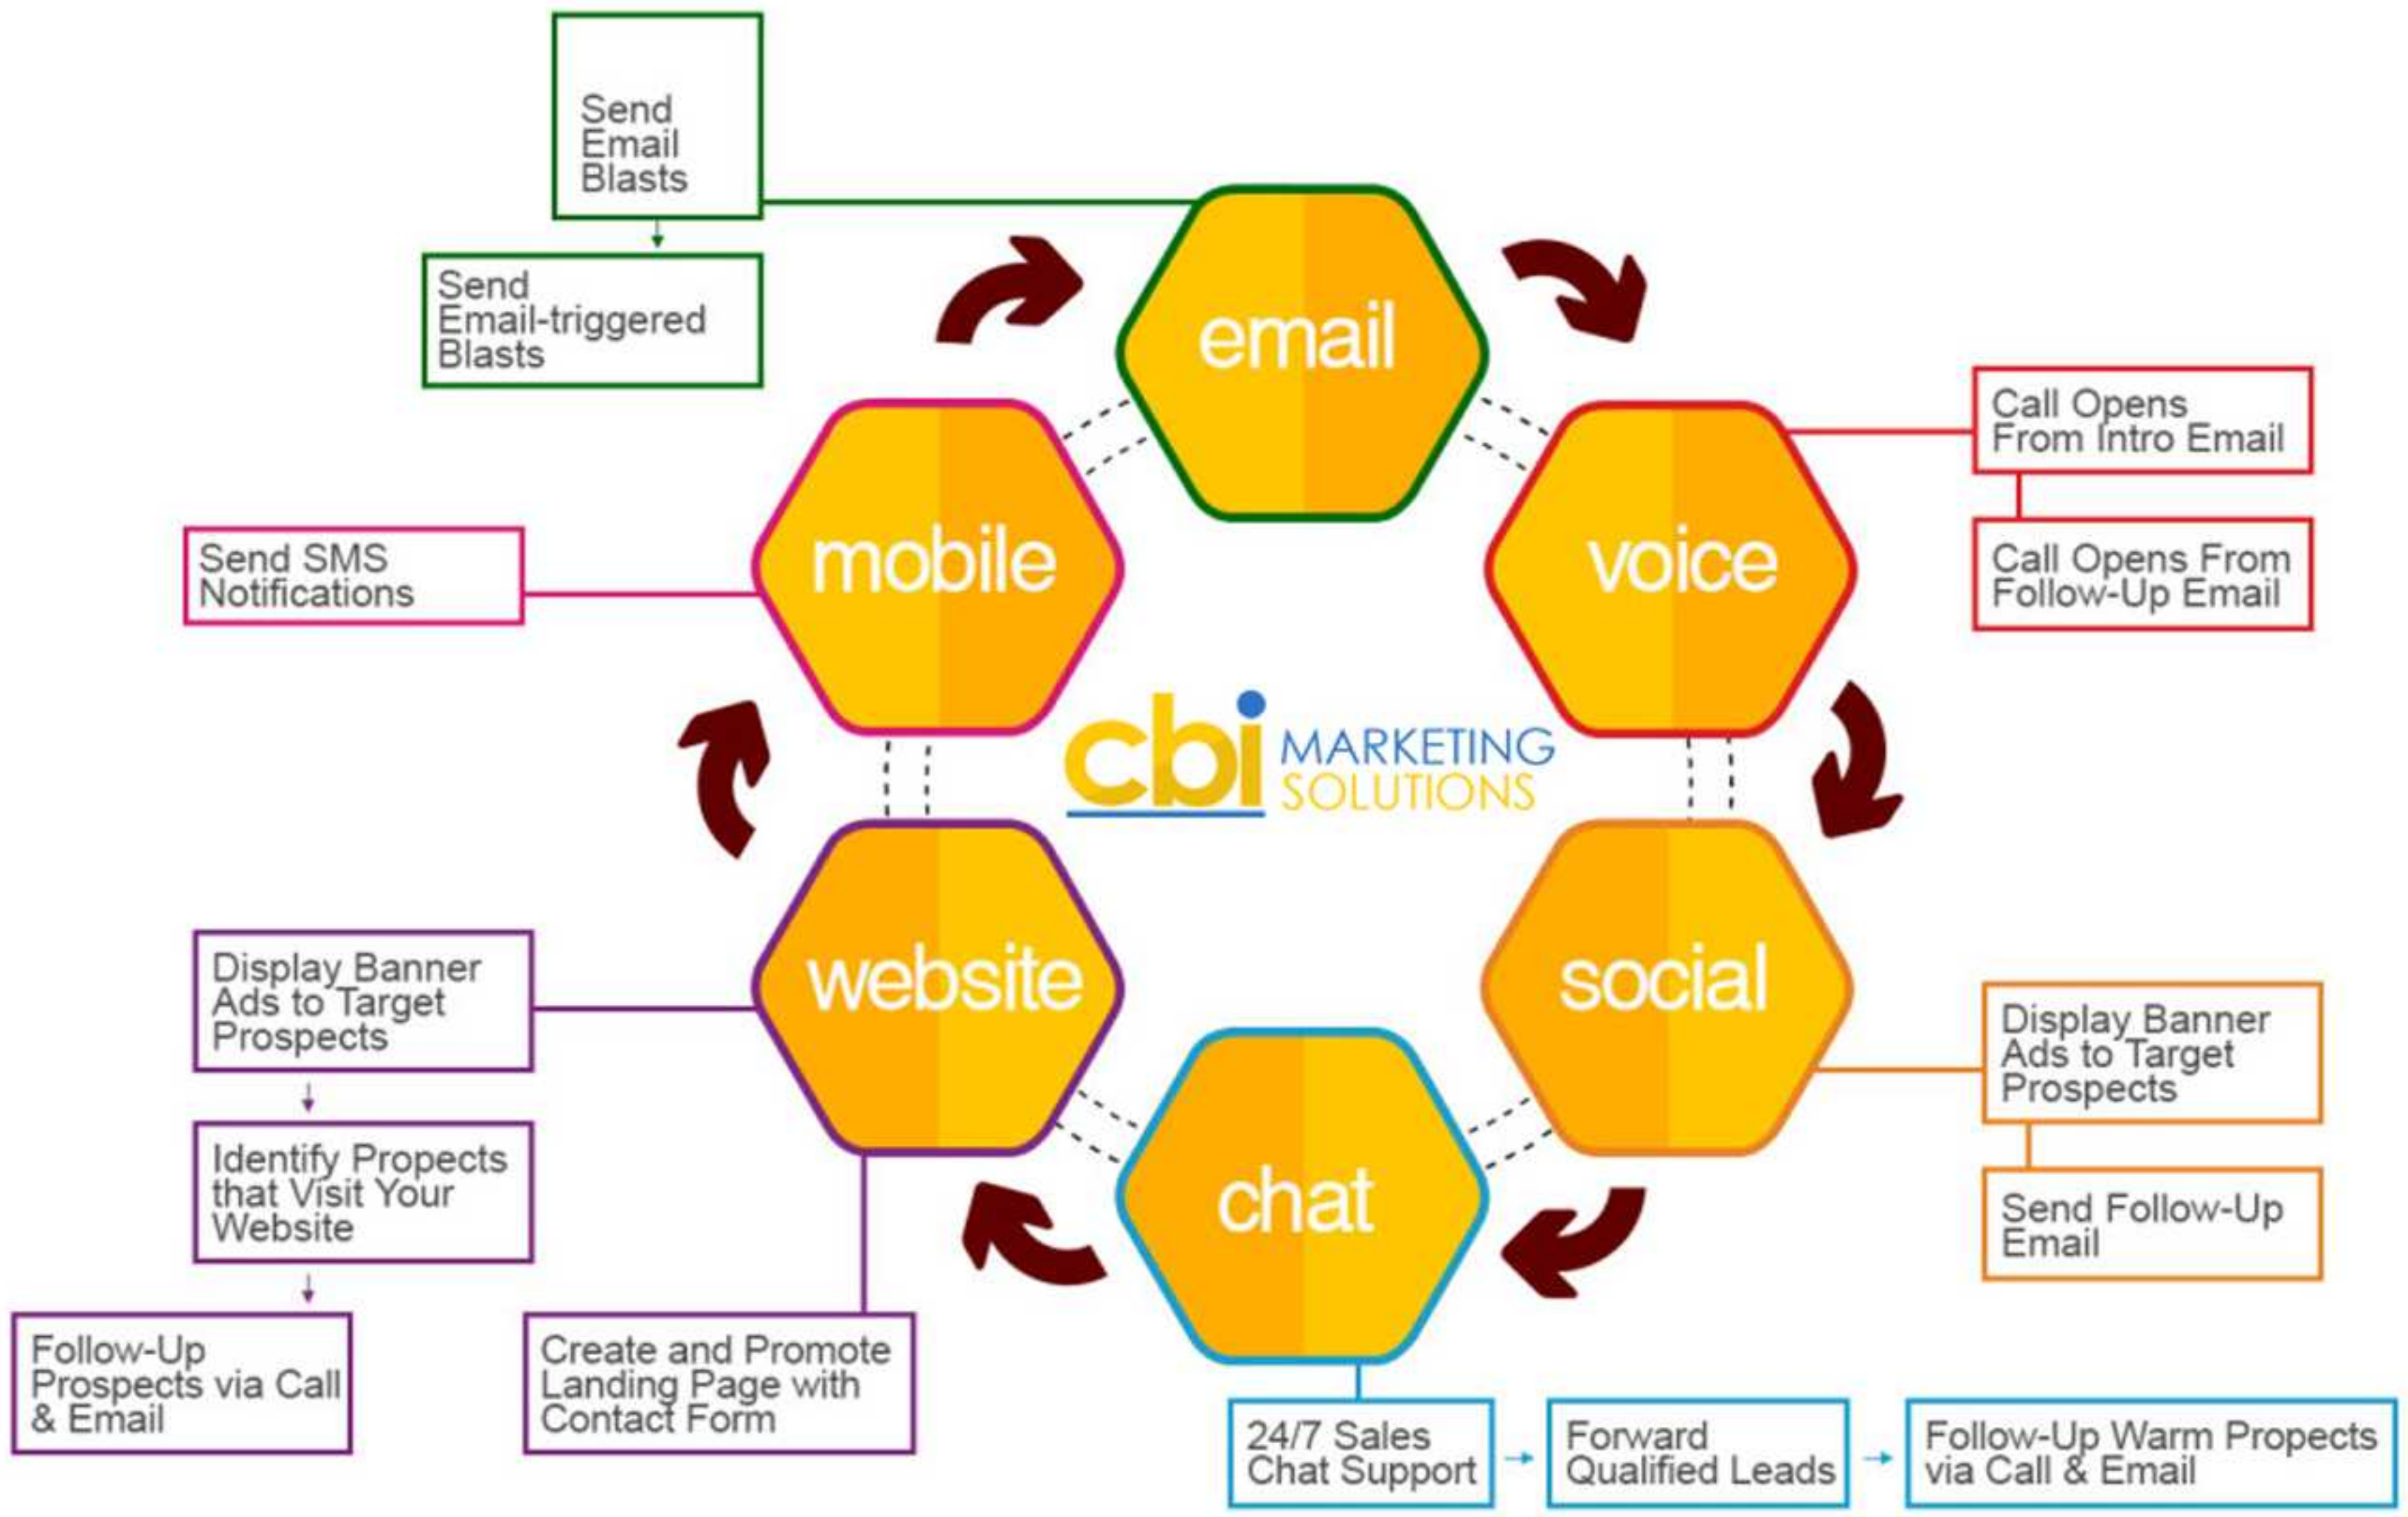 Send
Email
Blasts
Send
Email-triggered
Blasts
email
Call Opens
From Intro Email
Call Opens From
Follow-Up Email
mobile
voice
Send SMS
Notifications
cbi MARKETING
SOLUTIONS
website
social
chat
Display Banner
Ads to Target
Prospects
Identify Propects
that Visit Your
Website
Follow-Up
Prospects via Call
& Email
Create and Promote
Landing Page with
Contact Form
Display Banner
Ads to Target
Prospects
Send Follow-Up
Email
24/7 Sales
Chat Support
Forward
Qualified Leads
Follow-Up Warm Propects
via Call & Email